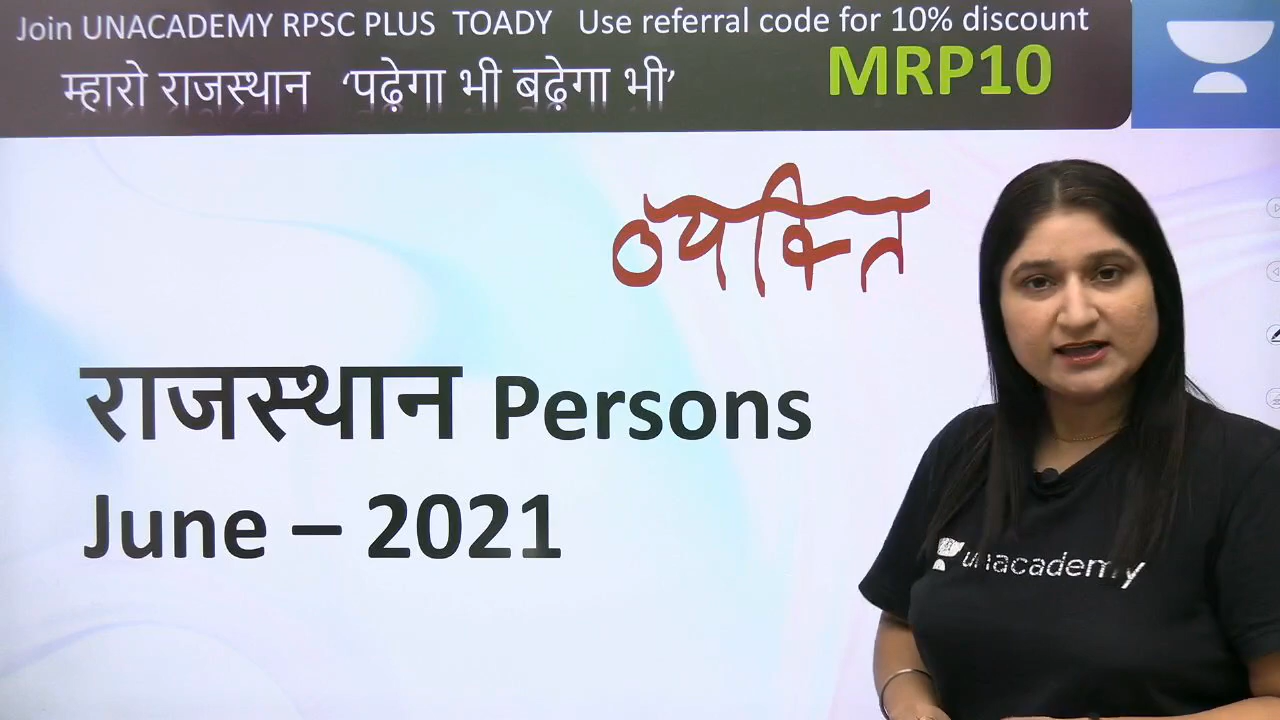 Join UNACADEMY RPSC PLUS TOADY Use referral code for 10% discount
म्हारो राजस्थान ‘पढ़ेगा भी बढ़ेगा भी’ MRP10
व्यक्ति
राजस्थान Persons
June – 2021
unacademy